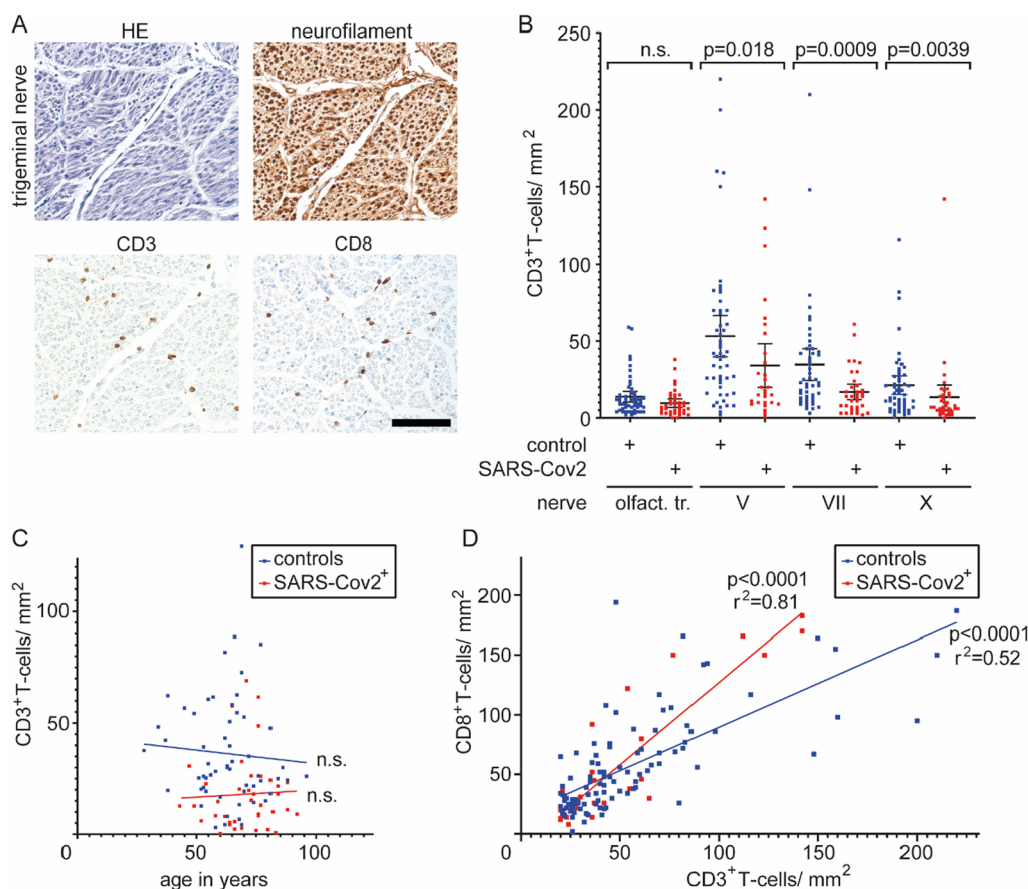 A
HE
neurofilament
trigeminal nerve
CD3
CD8
B
250
200
150
100
50
0
CD3+T-cells/ mm2
n.s.
p=0.018
p=0.0009
p=0.0039
control + + + +
SARS-Cov2 + + + +
nerve olfact. tr. V VII X
C
controls
SARS-Cov2+
CD3+T-cells/ mm2
100
50
n.s.
n.s.
0 50 100
age in years
D
controls
SARS-Cov2+
p<0.0001
r2=0.81
p<0.0001
r2=0.52
CD8+T-cells/ mm2
200
150
100
50
0 50 100 150 200
CD3+T-cells/ mm2